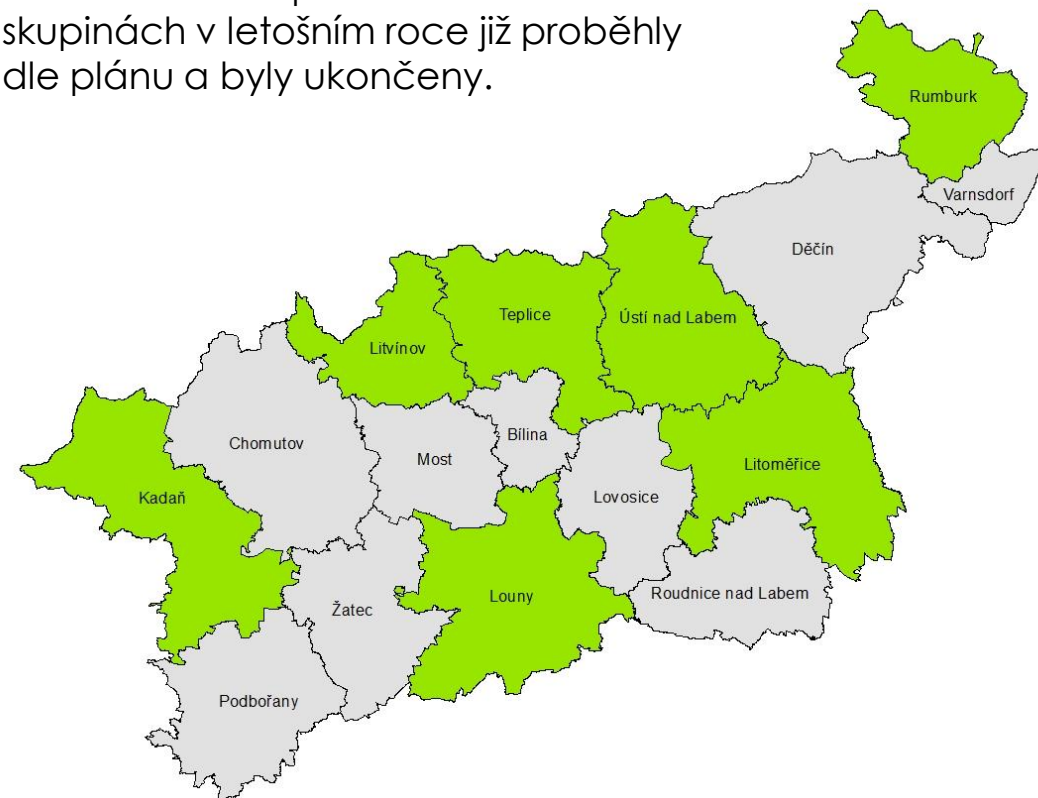 skupinách v letošním roce již proběhly
dle plánu a byly ukončeny.
Rumburk
Varnsdorf
Děčín
Teplice
Ústí nad Labem
Litvínov
Bílina
Chomutov
Most
Litoměřice
Kadaň
Lovosice
Louny
Roudnice nad Labem
Žatec
Podbořany